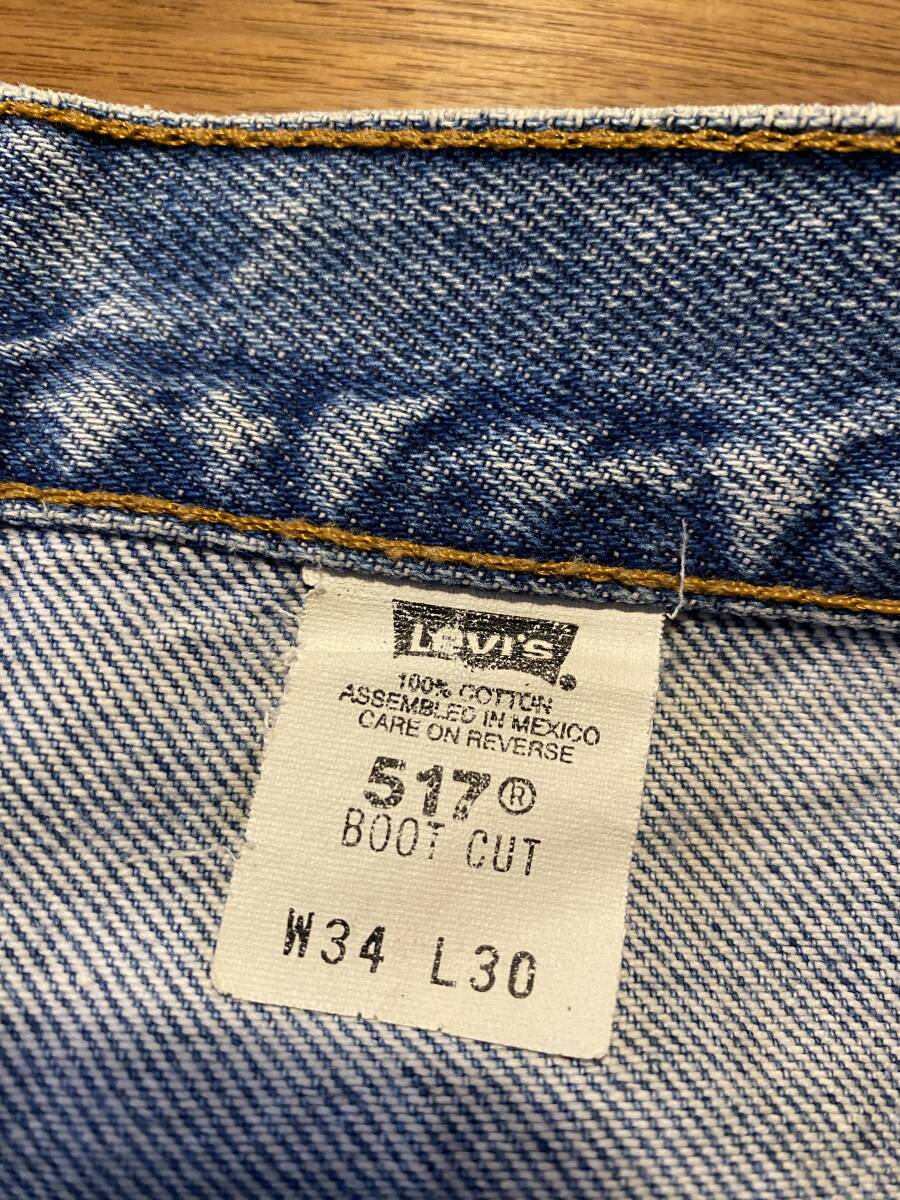 Levi's
100% COTTON
ASSEMBLED IN MEXICO
CARE ON REVERSE
517®
BOOT CUT
W34 L30